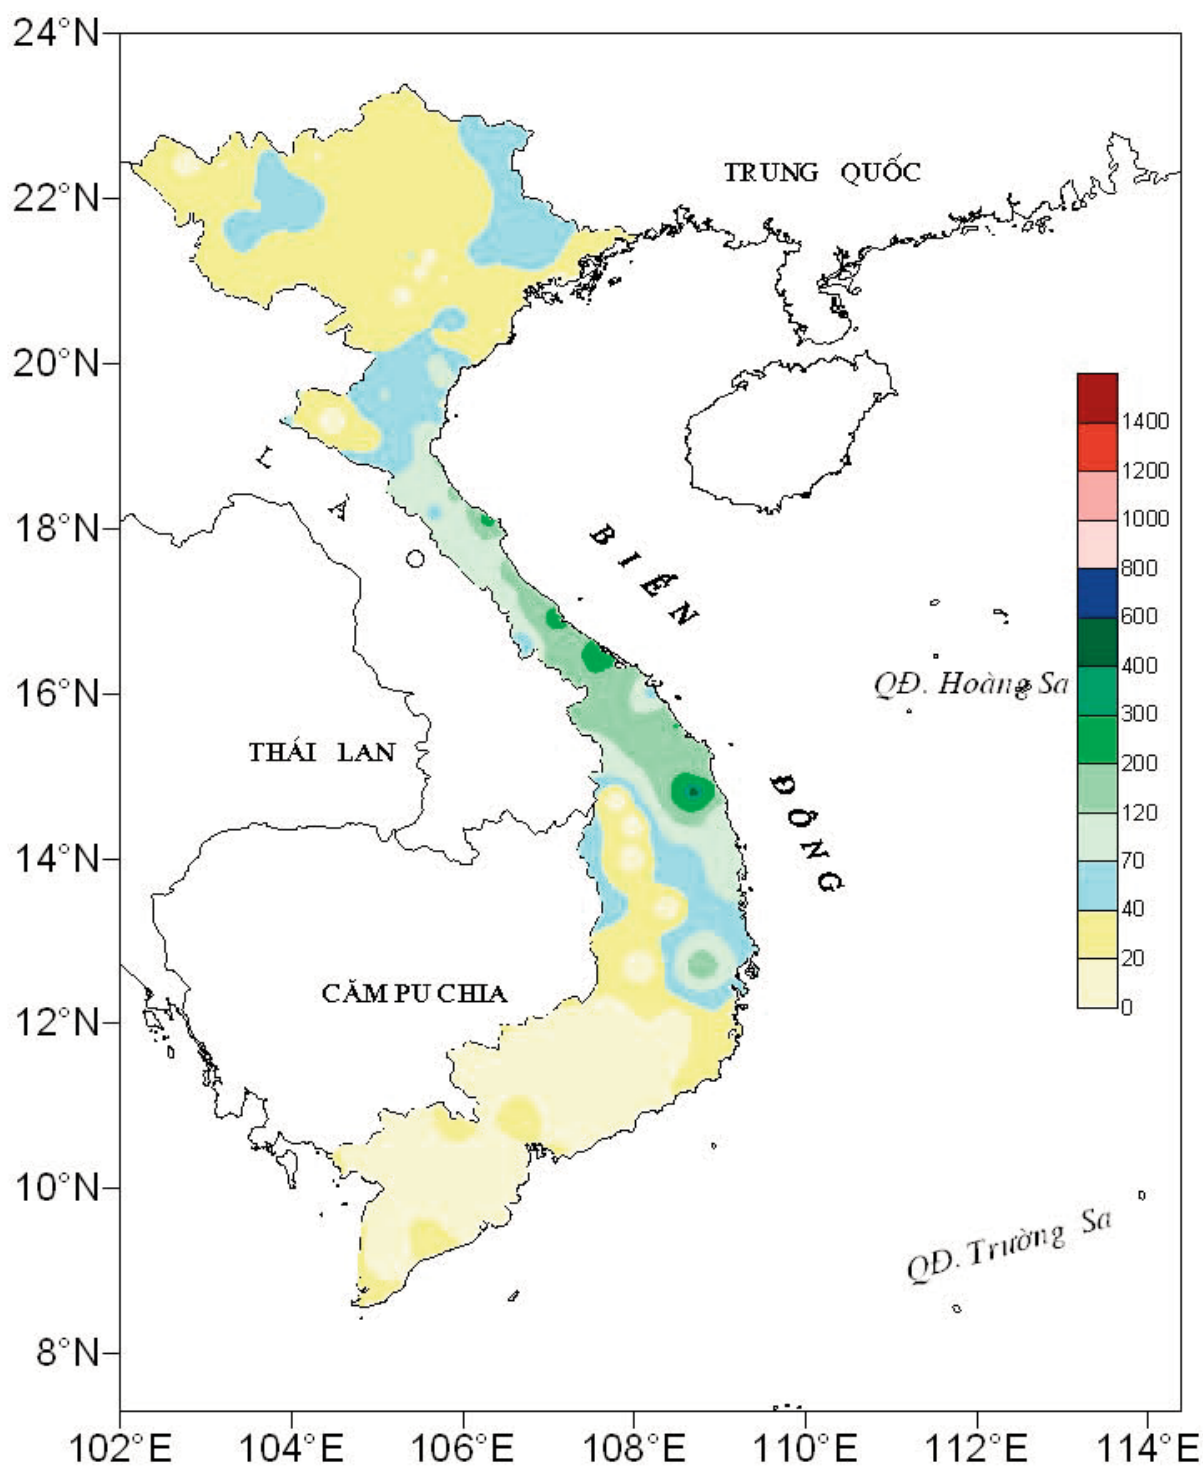 24°N
TRUNG QUỐC
22°N
20°N
1400
L
1200
A
1000
18°N
BIỂN
O
800
600
400
16°N
QĐ. Hoàng Sa
300
THÁI LAN
200
ĐÔNG
120
14°N
70
40
20
CĂM PU CHIA
12°N
0
10°N
QĐ. Trường Sa
8°N
102°E 104°E 106°E 108°E 110°E 112°E 114°E